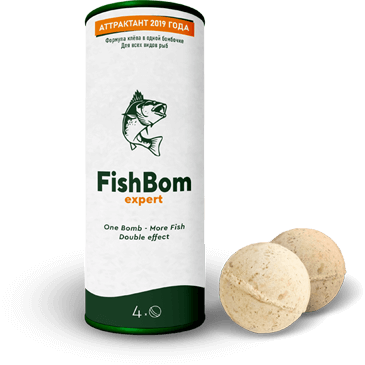 АТТРАКТАНТ 2019 ГОДА
Формула клёва в одной бомбочке
Для всех видов рыб
FishBom
expert
One Bomb - More Fish
Double effect
4.